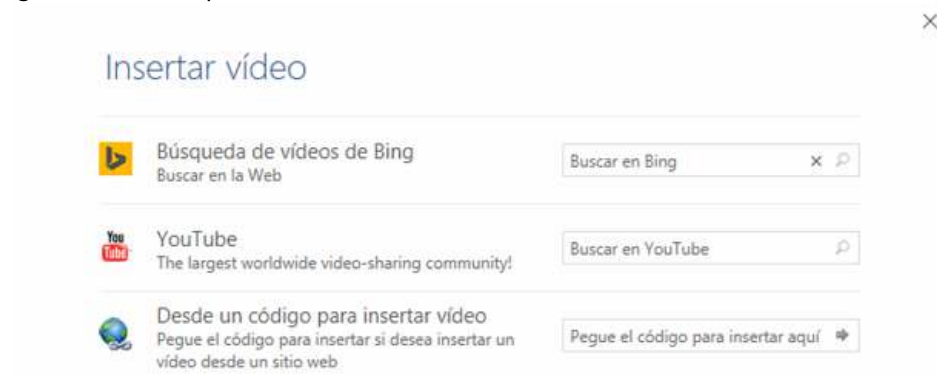 Insertar vídeo
Búsqueda de vídeos de Bing
Buscar en la Web
Buscar en Bing
You
Tube
YouTube
The largest worldwide video-sharing community!
Buscar en YouTube
Desde un código para insertar vídeo
Pegue el código para insertar si desea insertar un
vídeo desde un sitio web
Pegue el código para insertar aquí